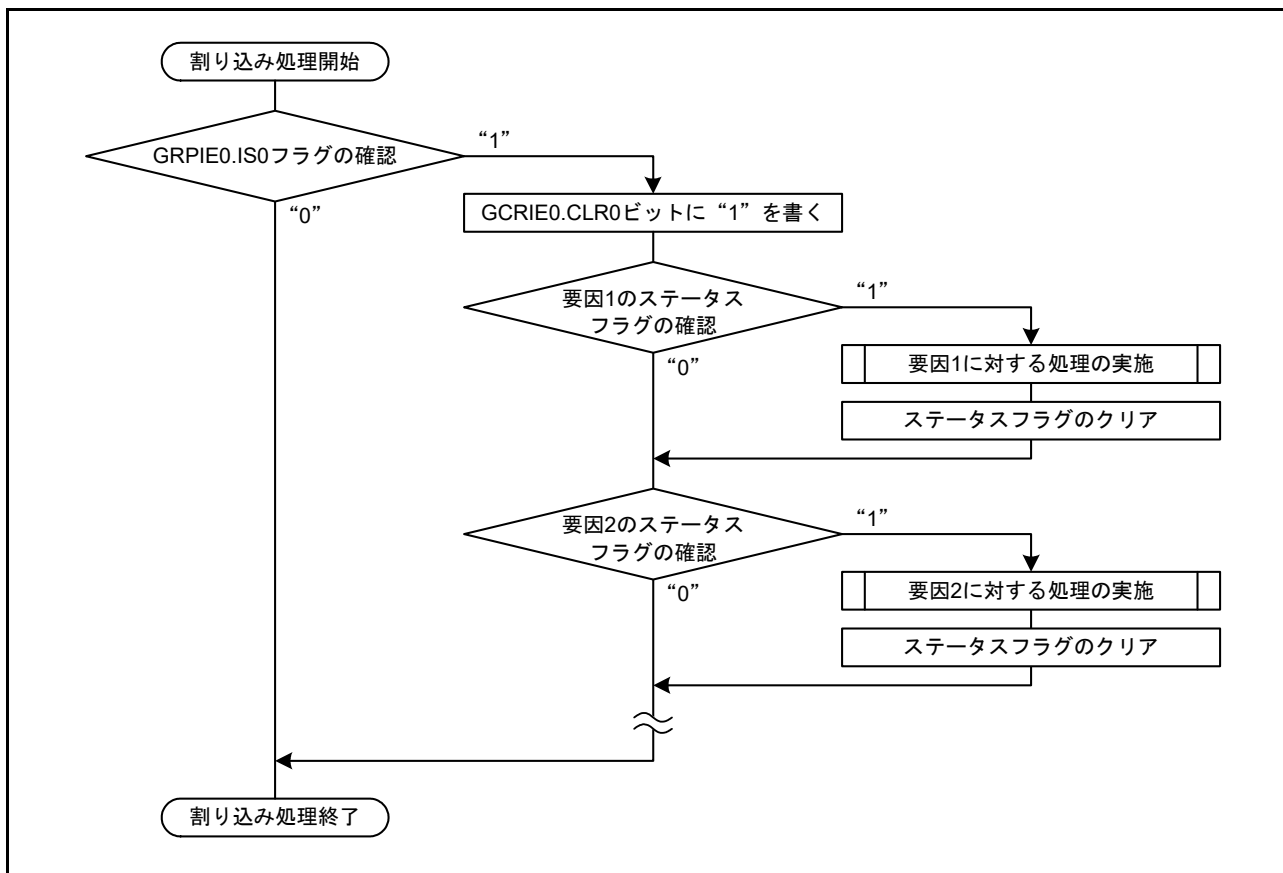 割り込み処理開始
GRPIE0.IS0フラグの確認
“1”
“0”
GCRIE0.CLR0ビットに“1”を書く
要因1のステータス
フラグの確認
“1”
“0”
要因1に対する処理の実施
ステータスフラグのクリア
要因2のステータス
フラグの確認
“1”
“0”
要因2に対する処理の実施
ステータスフラグのクリア
割り込み処理終了